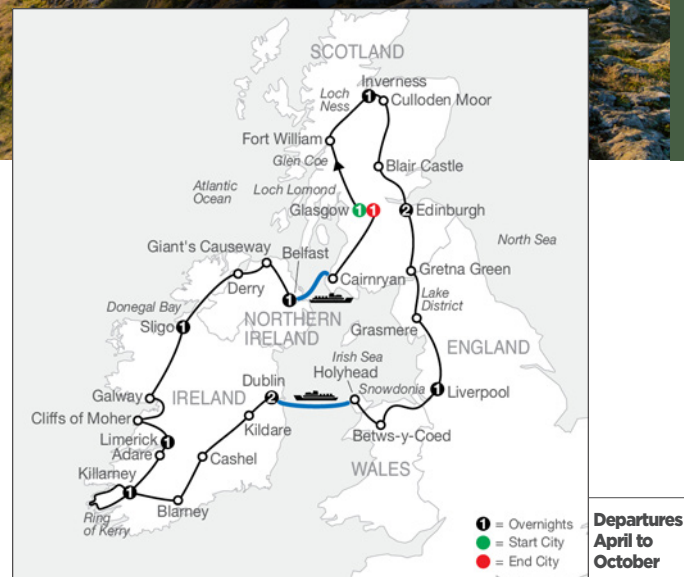 SCOTLAND
Inverness
1
Loch
Ness
Culloden Moor
Fort William
Glen Coe
Blair Castle
Atlantic
Ocean
Loch Lomond
Glasgow
1
1
2
Edinburgh
North Sea
Giant's Causeway
Belfast
Derry
Cairnryan
Gretna Green
1
Donegal Bay
Sligo
1
NORTHERN
IRELAND
Lake
District
Grasmere
ENGLAND
Irish Sea
Holyhead
Dublin
2
Snowdonia
1
Liverpool
Galway
IRELAND
Cliffs of Moher
Kildare
Betws-y-Coed
Limerick
1
Adare
Cashel
WALES
Killarney
1
Ring
of Kerry
Blarney
1 = Overnights
= Start City
= End City
Departures
April to
October